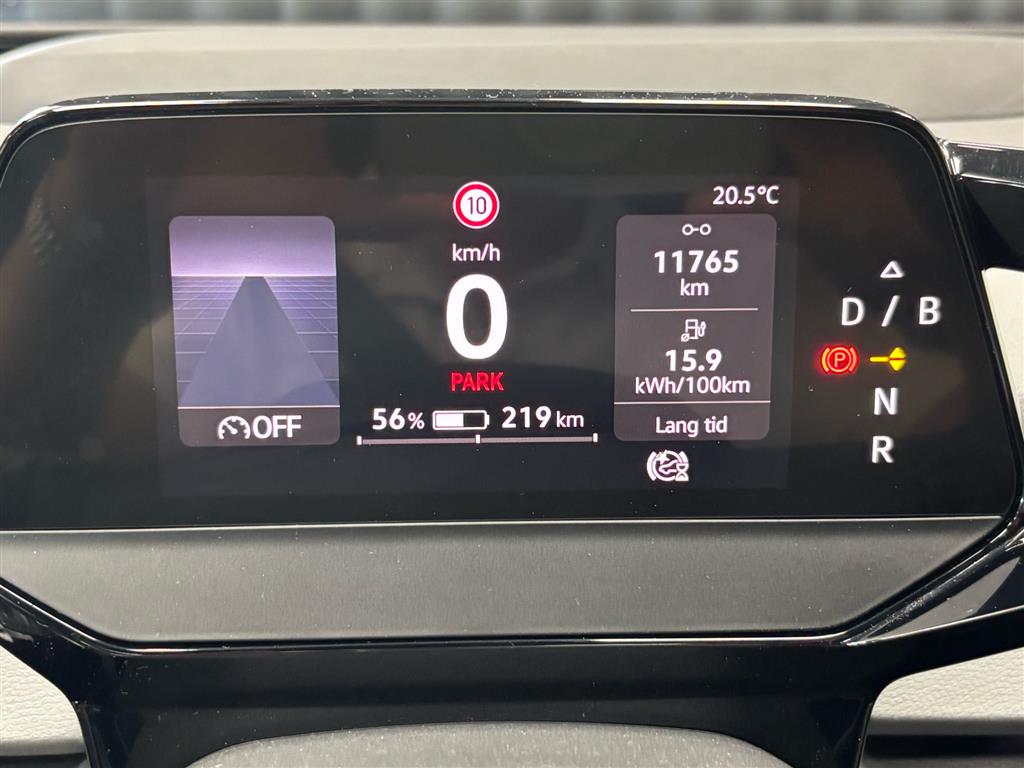 20.5°C
10
km/h
0
PARK
56% 219 km
OFF
11765
km
15.9
kWh/100km
Lang tid
D / B
P
N
R